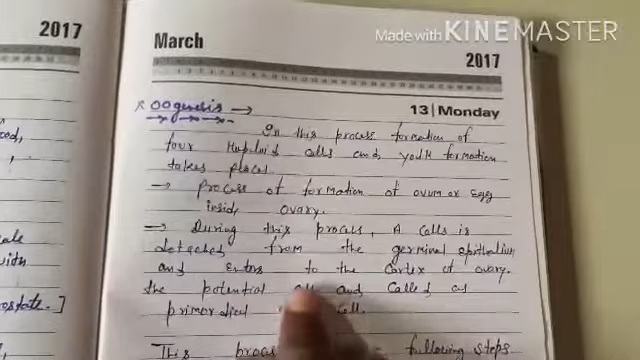 2017
March
Made with KINEMASTER
2017
13 | Monday
* OOgenesis →
In this process formation of
four Haploid cells and, yolk formation
takes place.
→ Process of formation of ovum or Egg
inside ovary.
→ During this process, A cells is
detached from the germinal epithelium
and Enters to the Cortex of ovary.
the potential and called as
primordial cell.
This following steps
with